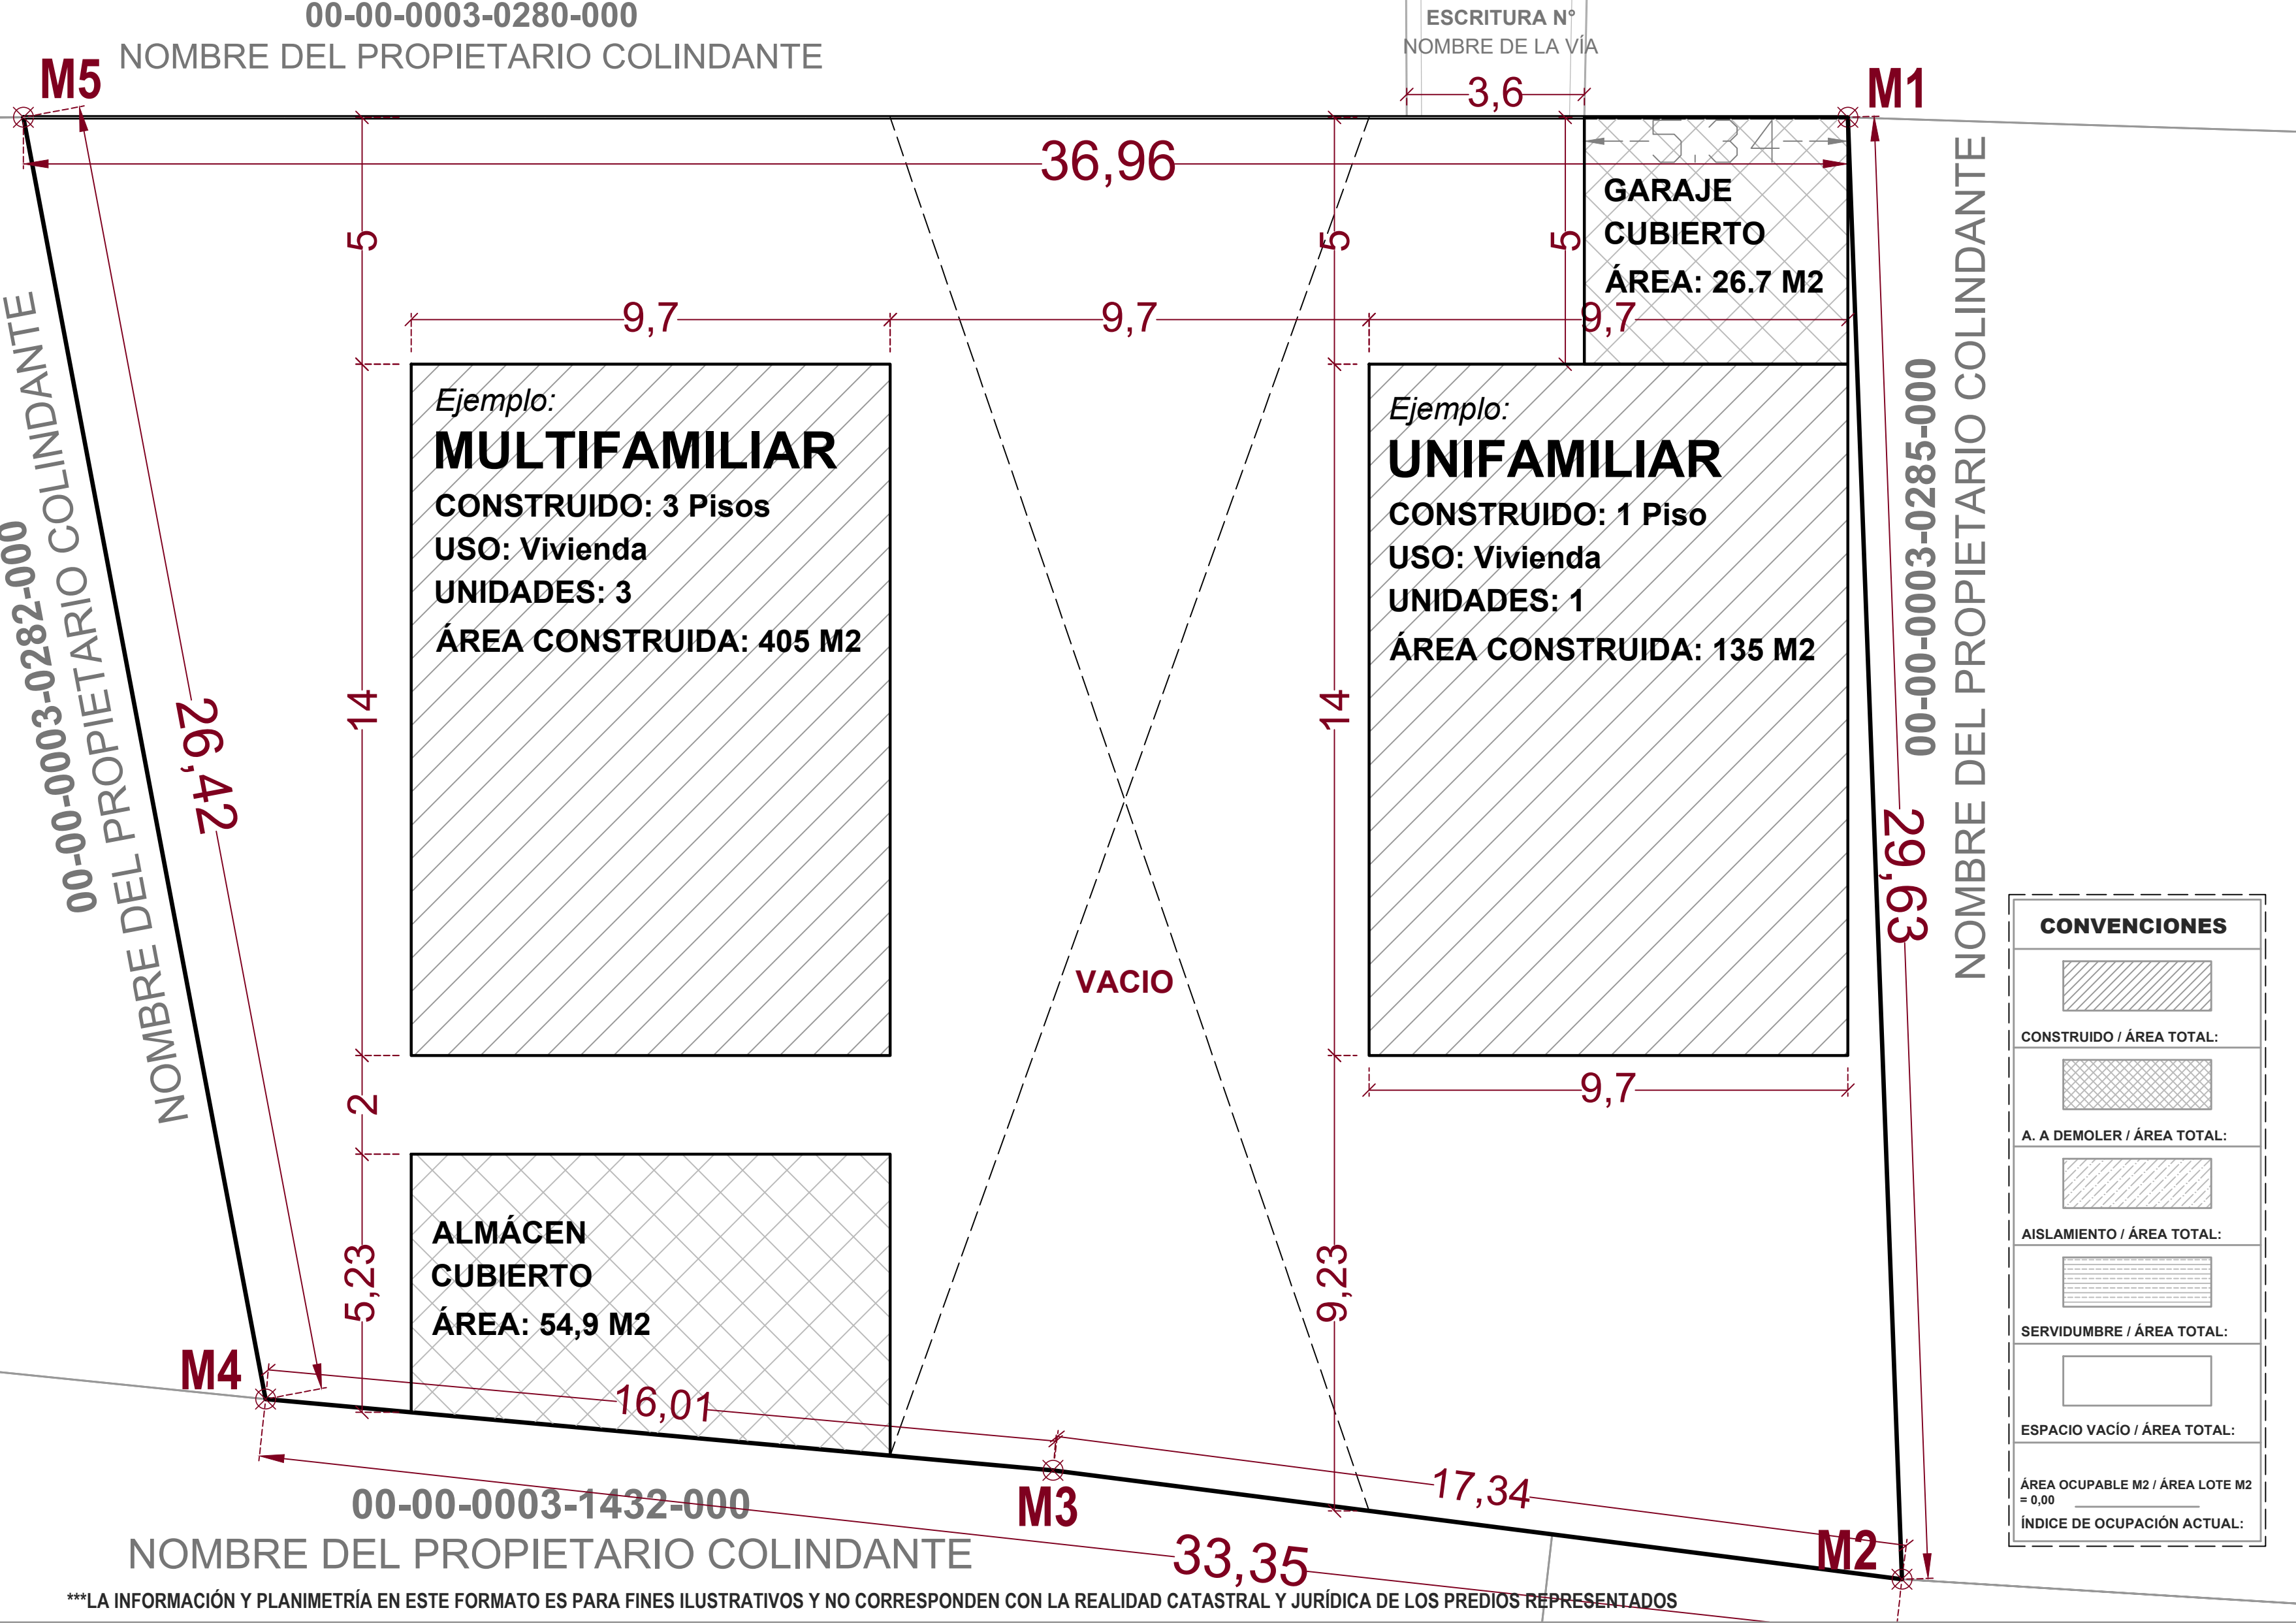 00-00-0003-0280-000
NOMBRE DEL PROPIETARIO COLINDANTE
ESCRITURA N°
NOMBRE DE LA VÍA
M5
M1
3,6
36,96
5,34
5
5
5
GARAJE
CUBIERTO
ÁREA: 26.7 M2
9,7
9,7
9,7
Ejemplo:
MULTIFAMILIAR
CONSTRUIDO: 3 Pisos
USO: Vivienda
UNIDADES: 3
ÁREA CONSTRUIDA: 405 M2
Ejemplo:
UNIFAMILIAR
CONSTRUIDO: 1 Piso
USO: Vivienda
UNIDADES: 1
ÁREA CONSTRUIDA: 135 M2
00-00-0003-0282-000
NOMBRE DEL PROPIETARIO COLINDANTE
26,42
14
14
00-00-0003-0285-000
NOMBRE DEL PROPIETARIO COLINDANTE
29,63
VACIO
2
9,7
5,23
9,23
ALMÁCEN
CUBIERTO
ÁREA: 54,9 M2
M4
16,01
M3
17,34
M2
33,35
00-00-0003-1432-000
NOMBRE DEL PROPIETARIO COLINDANTE
CONVENCIONES
CONSTRUIDO / ÁREA TOTAL:
A. A DEMOLER / ÁREA TOTAL:
AISLAMIENTO / ÁREA TOTAL:
SERVIDUMBRE / ÁREA TOTAL:
ESPACIO VACÍO / ÁREA TOTAL:
ÁREA OCUPABLE M2 / ÁREA LOTE M2
= 0,00
ÍNDICE DE OCUPACIÓN ACTUAL:
***LA INFORMACIÓN Y PLANIMETRÍA EN ESTE FORMATO ES PARA FINES ILUSTRATIVOS Y NO CORRESPONDEN CON LA REALIDAD CATASTRAL Y JURÍDICA DE LOS PREDIOS REPRESENTADOS